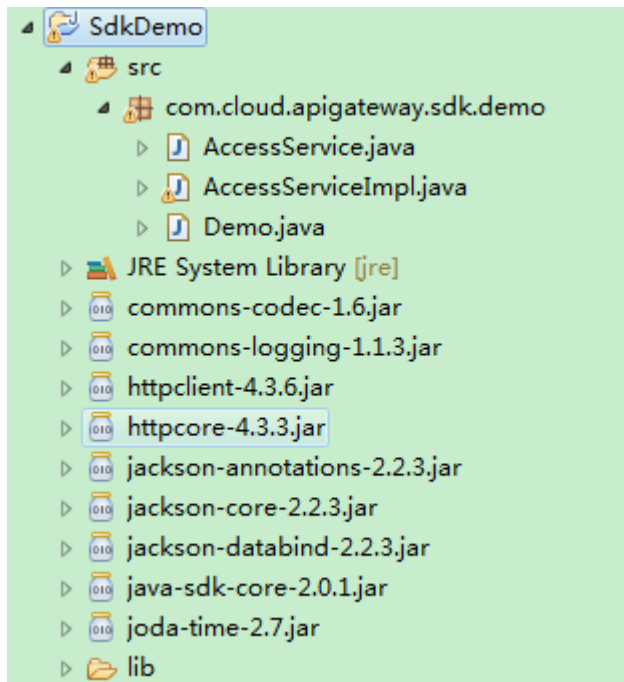 SdkDemo
src
com.cloud.apigateway.sdk.demo
AccessService.java
AccessServiceImpl.java
Demo.java
JRE System Library [jre]
commons-codec-1.6.jar
commons-logging-1.1.3.jar
httpclient-4.3.6.jar
httpcore-4.3.3.jar
jackson-annotations-2.2.3.jar
jackson-core-2.2.3.jar
jackson-databind-2.2.3.jar
java-sdk-core-2.0.1.jar
joda-time-2.7.jar
lib